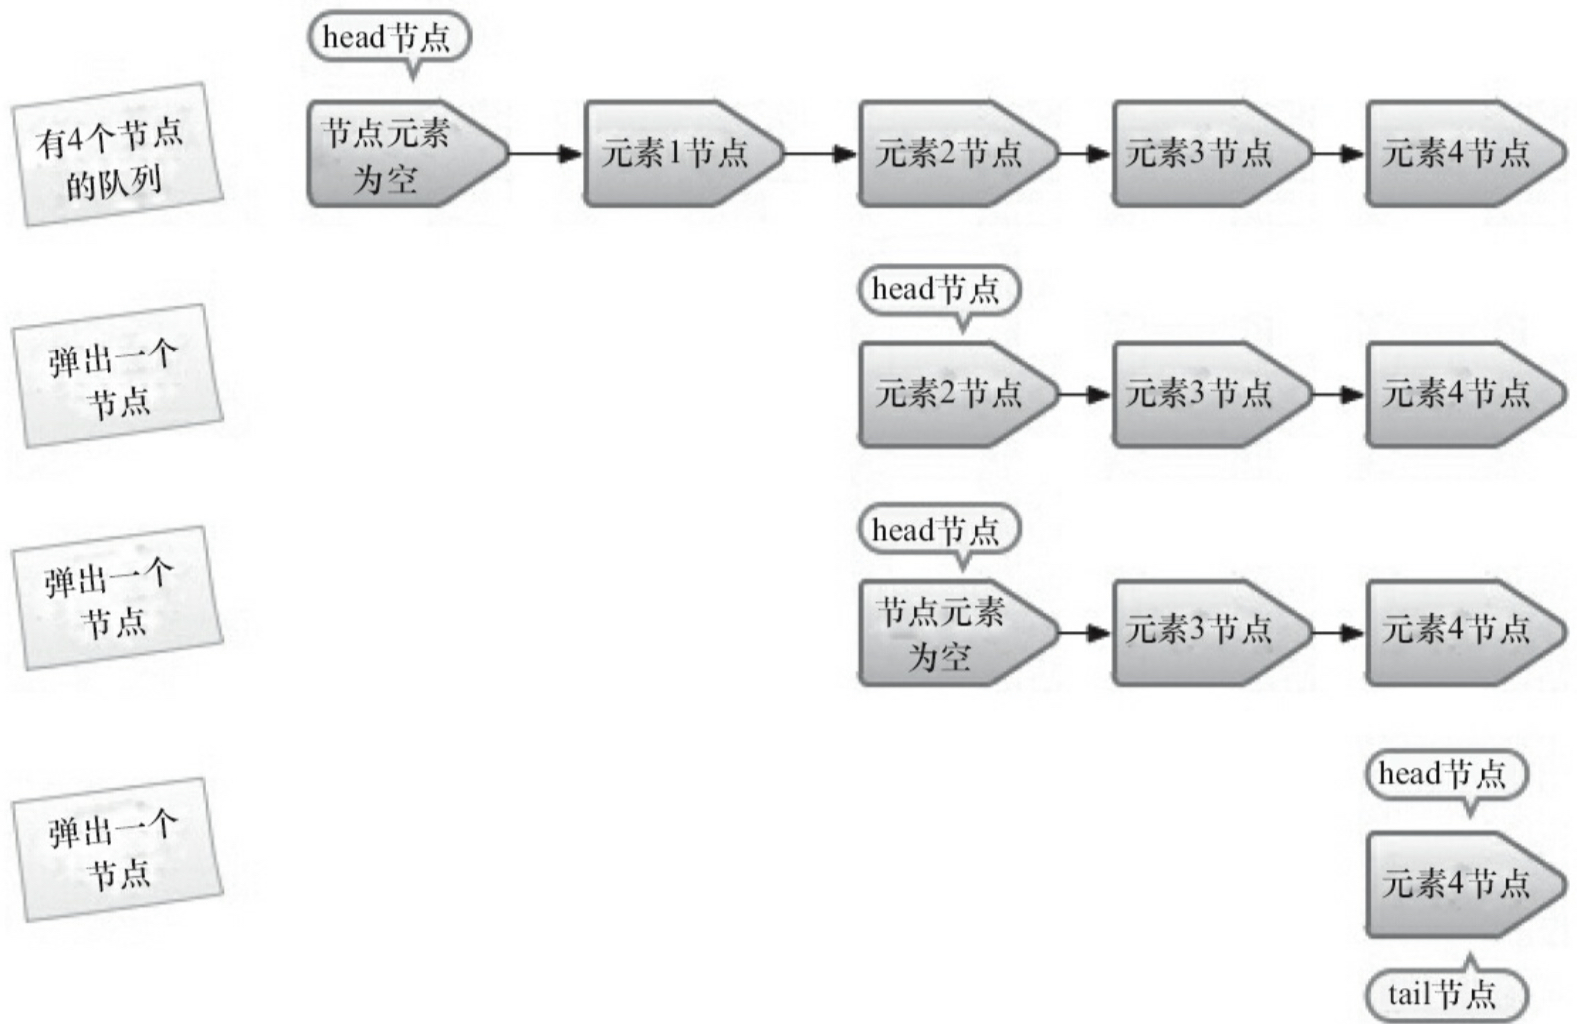 head节点
有4个节点
的队列
节点元素
为空
元素1节点
元素2节点
元素3节点
元素4节点
head节点
弹出一个
节点
元素2节点
元素3节点
元素4节点
head节点
弹出一个
节点
节点元素
为空
元素3节点
元素4节点
head节点
弹出一个
节点
元素4节点
tail节点